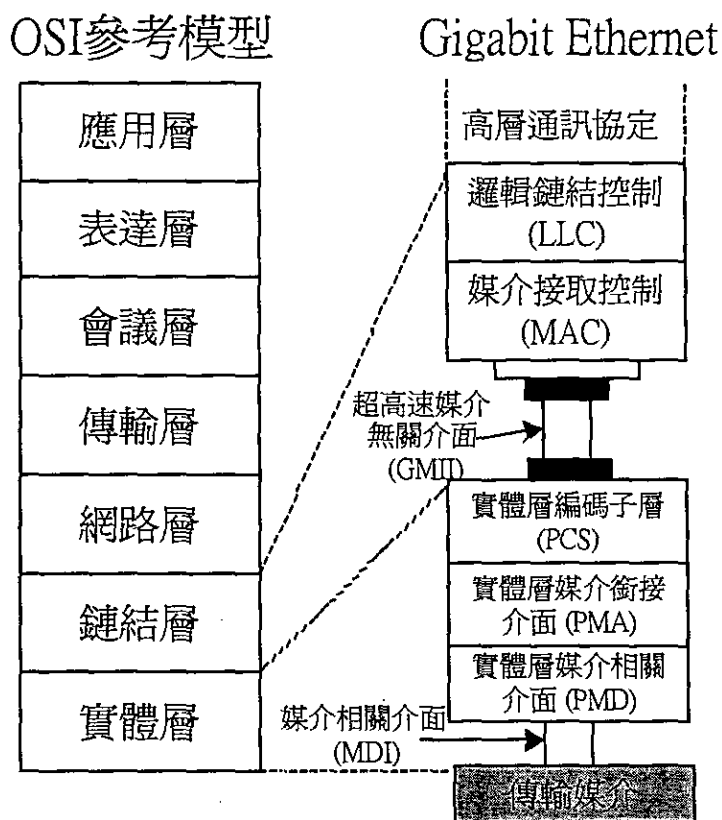 OSI參考模型
應用層
表達層
會議層
傳輸層
網路層
鏈結層
實體層
Gigabit Ethernet
高層通訊協定
邏輯鏈結控制
(LLC)
媒介接取控制
(MAC)
超高速媒介
無關介面
(GMII)
實體層編碼子層
(PCS)
實體層媒介銜接
介面 (PMA)
實體層媒介相關
介面 (PMD)
媒介相關介面
(MDI)
傳輸媒介